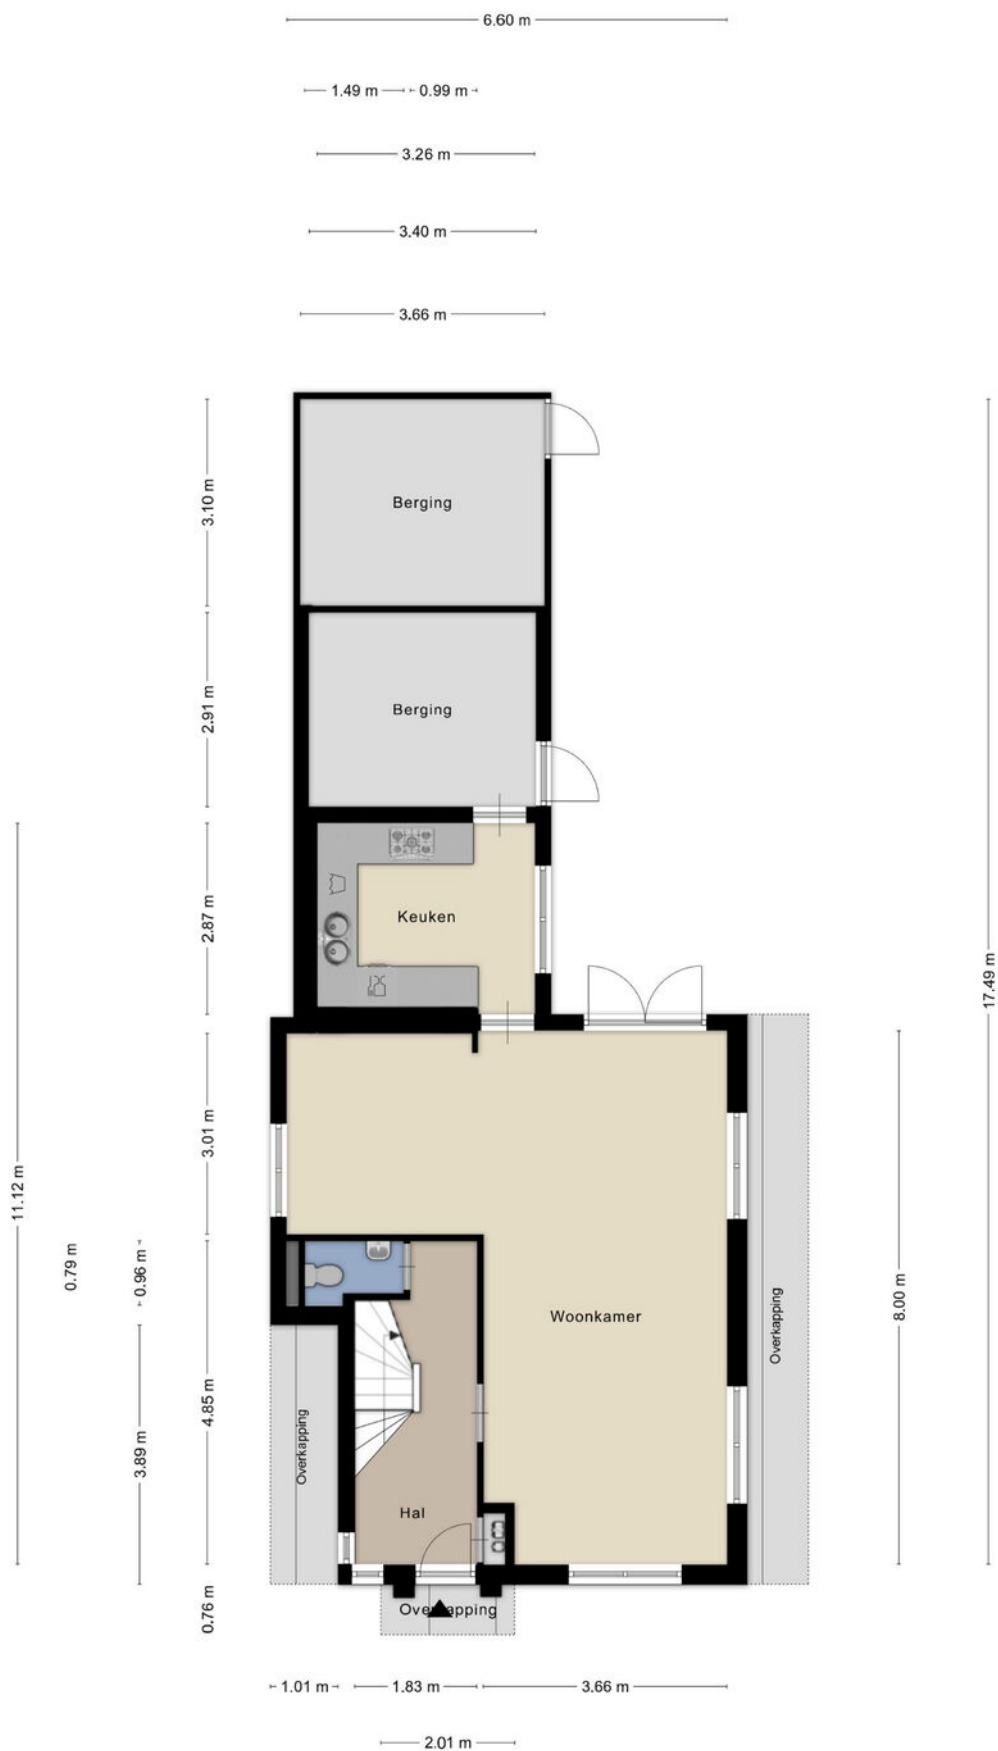 6.60 m
1.49 m
0.99 m
3.26 m
3.40 m
3.66 m
3.10 m
Berging
2.91 m
Berging
2.87 m
Keuken
17.49 m
11.12 m
3.01 m
0.79 m
0.96 m
8.00 m
Woonkamer
Overkapping
4.85 m
3.89 m
Overkapping
Hal
0.76 m
Overkapping
1.01 m
1.83 m
3.66 m
2.01 m